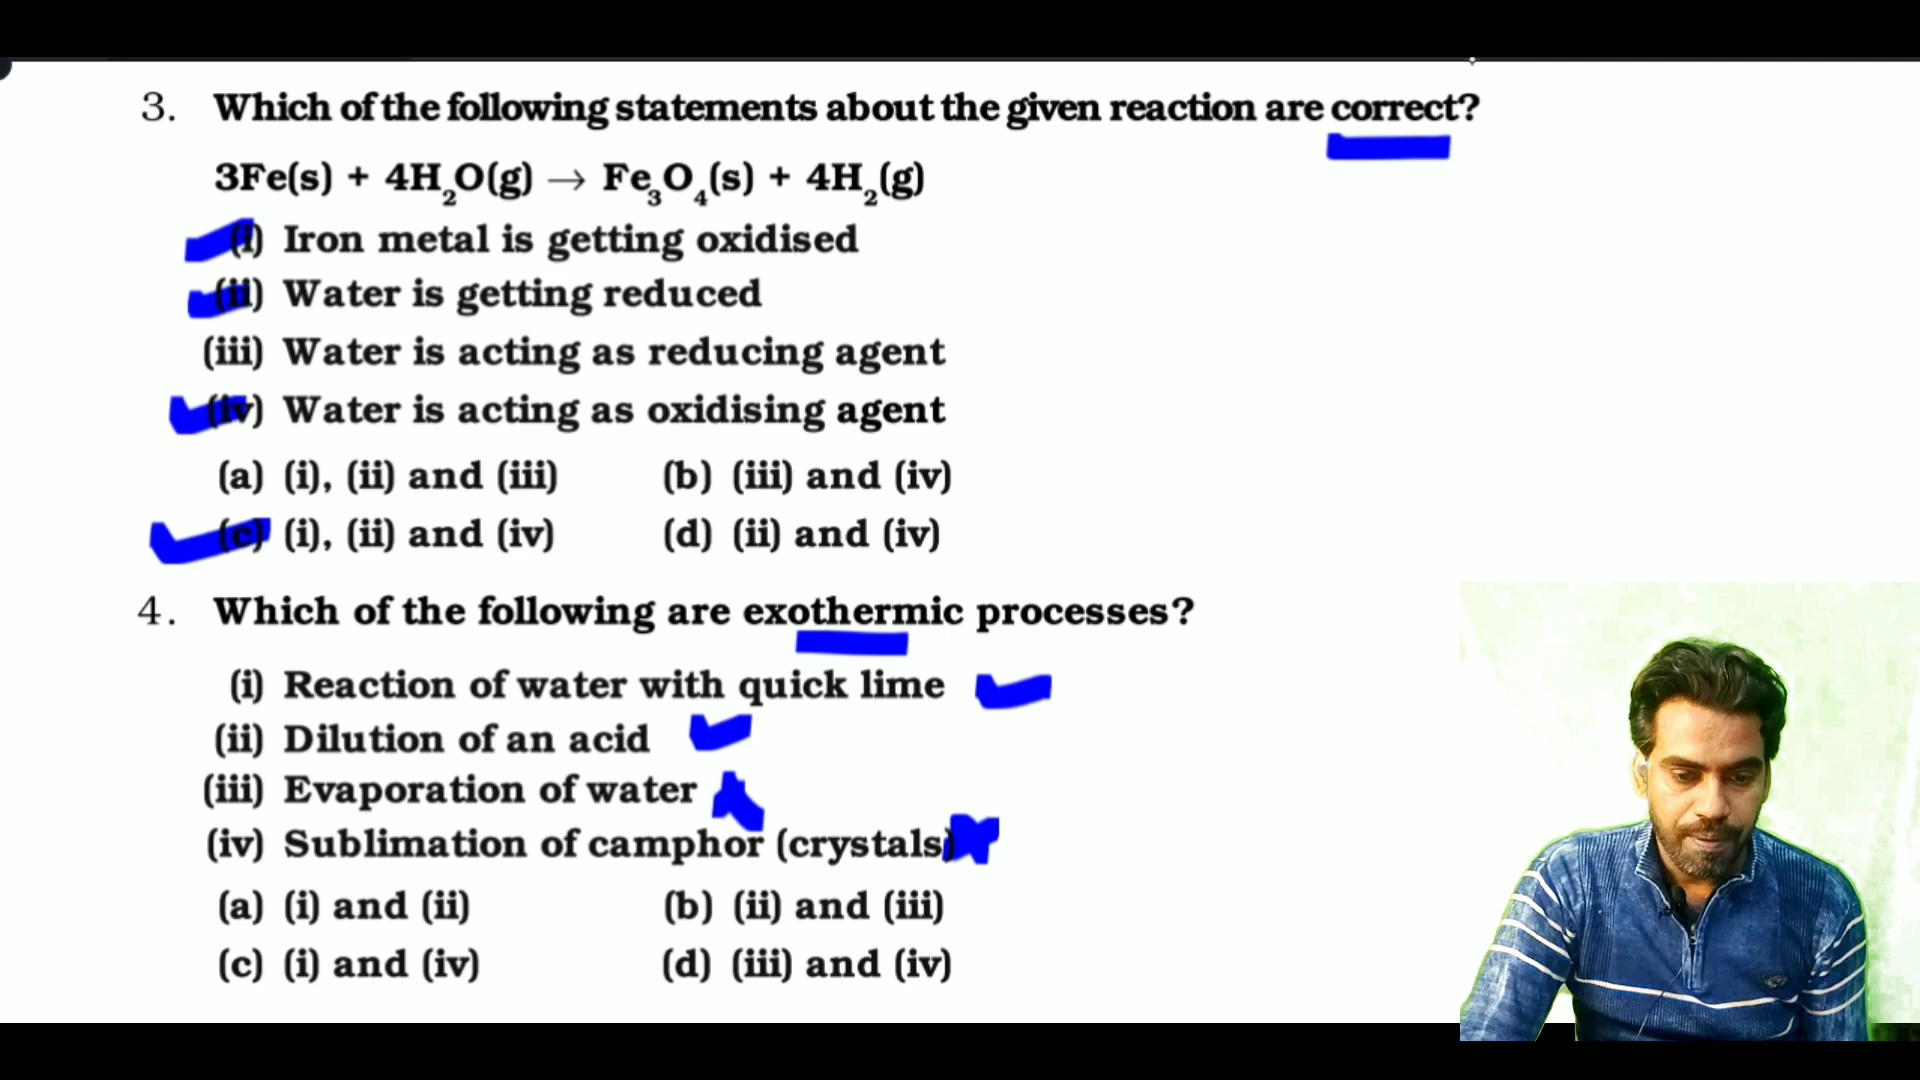 3. Which of the following statements about the given reaction are correct?
3Fe(s) + 4H₂O(g) → Fe₃O₄(s) + 4H₂(g)
(i) Iron metal is getting oxidised
(ii) Water is getting reduced
(iii) Water is acting as reducing agent
(iv) Water is acting as oxidising agent
(a) (i), (ii) and (iii) (b) (iii) and (iv)
(c) (i), (ii) and (iv) (d) (ii) and (iv)
4. Which of the following are exothermic processes?
(i) Reaction of water with quick lime
(ii) Dilution of an acid
(iii) Evaporation of water
(iv) Sublimation of camphor (crystals)
(a) (i) and (ii) (b) (ii) and (iii)
(c) (i) and (iv) (d) (iii) and (iv)